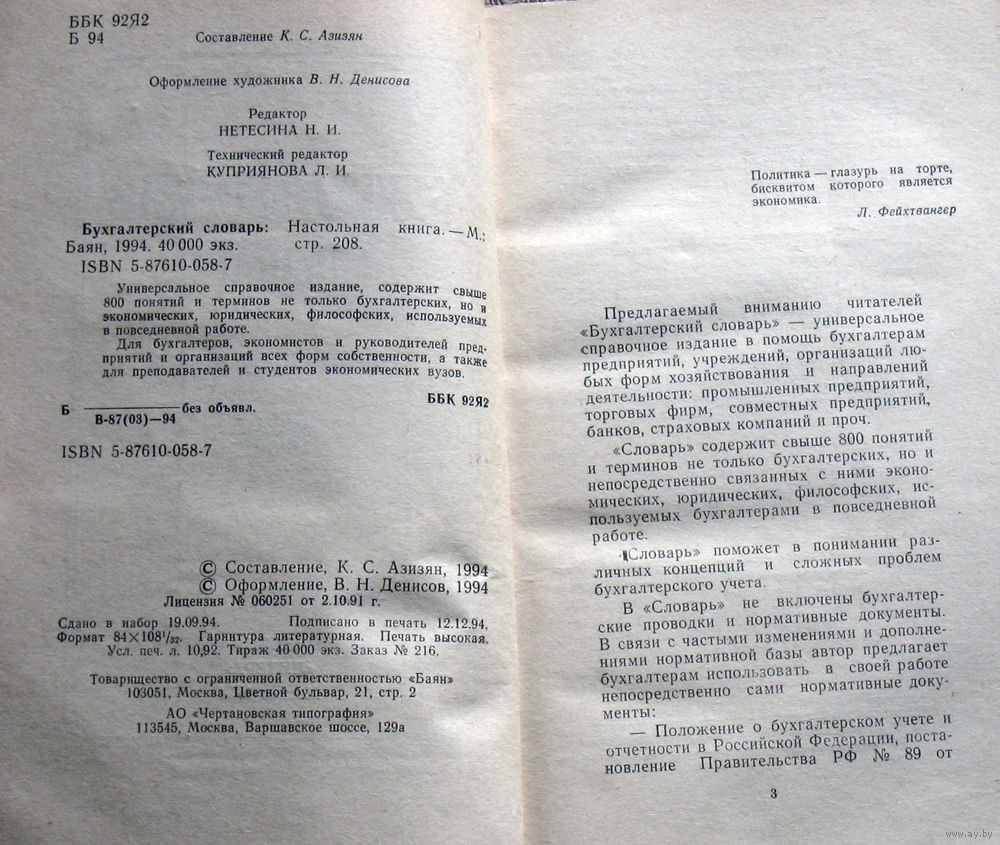 ББК 92Я2
Б 94
Составление К. С. Азизян
Оформление художника В. Н. Денисова
Редактор
НЕТЕСИНА Н. И.
Технический редактор
КУПРИЯНОВА Л. И.
Бухгалтерский словарь: Настольная книга. — М.:
Баян, 1994. 40 000 экз. стр. 208.
ISBN 5-87610-058-7
Универсальное справочное издание, содержит свыше
800 понятий и терминов не только бухгалтерских, но и
экономических, юридических, философских, используемых
в повседневной работе.
Для бухгалтеров, экономистов и руководителей пред-
приятий и организаций всех форм собственности, а также
для преподавателей и студентов экономических вузов.
Б ———— без объявл.
В-87(03)—94
ББК 92Я2
ISBN 5-87610-058-7
© Составление, К. С. Азизян, 1994
© Оформление, В. Н. Денисов, 1994
Лицензия № 060251 от 2.10.91 г.
Сдано в набор 19.09.94. Подписано в печать 12.12.94.
Формат 84×108¹/₃₂. Гарнитура литературная. Печать высокая.
Усл. печ. л. 10,92. Тираж 40 000 экз. Заказ № 216.
Товарищество с ограниченной ответственностью «Баян»
103051, Москва, Цветной бульвар, 21, стр. 2
АО «Чертановская типография»
113545, Москва, Варшавское шоссе, 129а
Политика — глазурь на торте,
бисквитом которого является
экономика.
Л. Фейхтвангер
Предлагаемый вниманию читателей
«Бухгалтерский словарь» — универсальное
справочное издание в помощь бухгалтерам
предприятий, учреждений, организаций лю-
бых форм хозяйствования и направлений
деятельности: промышленных предприятий,
торговых фирм, совместных предприятий,
банков, страховых компаний и проч.
«Словарь» содержит свыше 800 понятий
и терминов не только бухгалтерских, но и
непосредственно связанных с ними эконо-
мических, юридических, философских, ис-
пользуемых бухгалтерами в повседневной
работе.
«Словарь» поможет в понимании раз-
личных концепций и сложных проблем
бухгалтерского учета.
В «Словарь» не включены бухгалтер-
ские проводки и нормативные документы.
В связи с частыми изменениями и дополне-
ниями нормативной базы автор предлагает
бухгалтерам использовать в своей работе
непосредственно сами нормативные доку-
менты:
— Положение о бухгалтерском учете и
отчетности в Российской Федерации, поста-
новление Правительства РФ № 89 от
3
www.ay.by